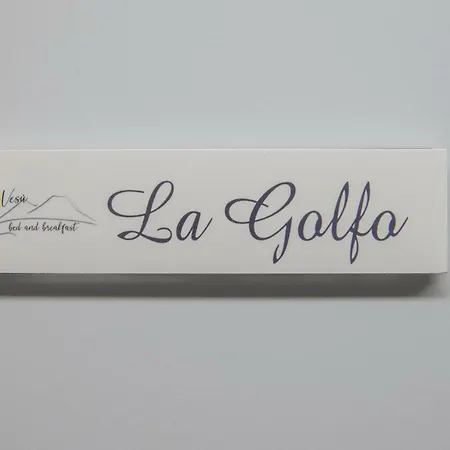 Vesù
bed and breakfast
La Golfo